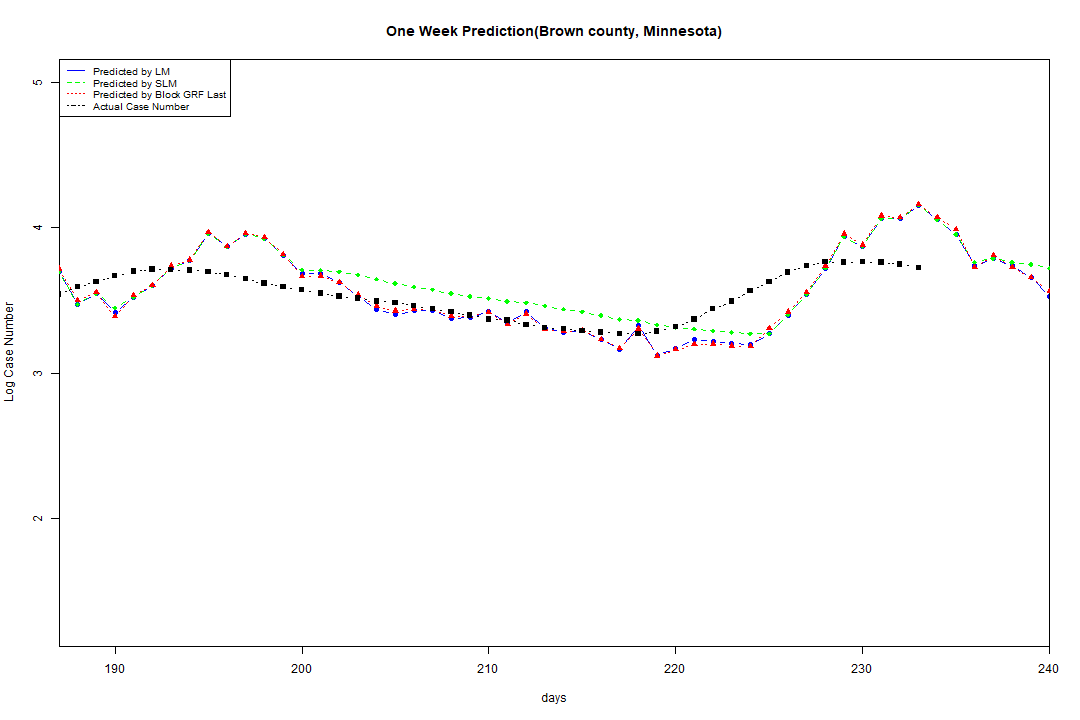 One Week Prediction(Brown county, Minnesota)
Predicted by LM
Predicted by SLM
Predicted by Block GRF Last
Actual Case Number
5
4
3
2
Log Case Number
190 200 210 220 230 240
days